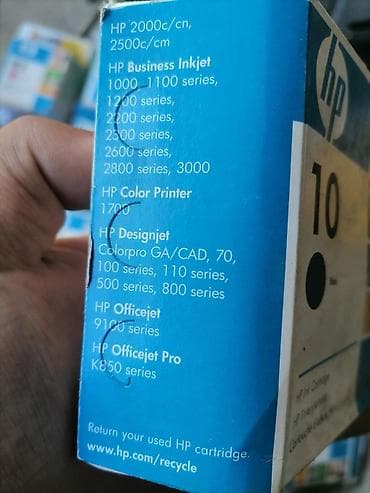 HP 2000c/cn,
2500c/cm
HP Business Inkjet
1000, 1100 series,
1200 series,
2200 series,
2300 series,
2600 series,
2800 series, 3000
HP Color Printer
1700
HP Designjet
Colorpro GA/CAD, 70,
100 series, 110 series,
500 series, 800 series
HP Officejet
9100 series
HP Officejet Pro
K850 series
Return your used HP cartridge.
www.hp.com/recycle
hp
10
HP Ink Cartridge